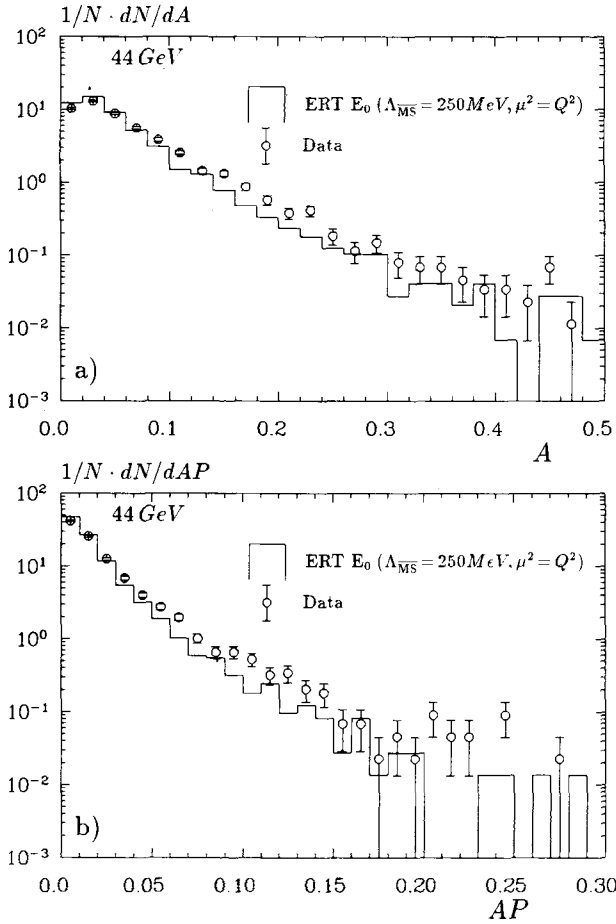 1/N · dN/dA
44 GeV
10²
10¹
10⁰
10⁻¹
10⁻²
10⁻³
ERT E₀ (Λ_M̅S̅ = 250MeV, μ² = Q²)
Data
a)
0.0 0.1 0.2 0.3 0.4 0.5
A
1/N · dN/dAP
44 GeV
10²
10¹
10⁰
10⁻¹
10⁻²
10⁻³
ERT E₀ (Λ_M̅S̅ = 250MeV, μ² = Q²)
Data
b)
0.0 0.05 0.10 0.15 0.20 0.25 0.30
AP